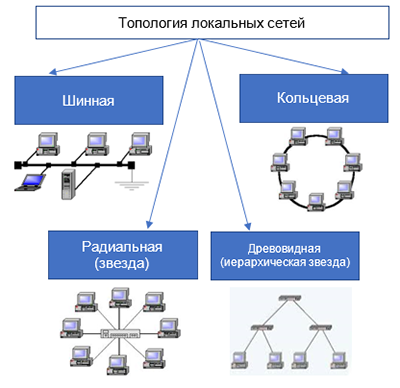 Топология локальных сетей
Шинная
Кольцевая
Радиальная
(звезда)
Древовидная
(иерархическая звезда)